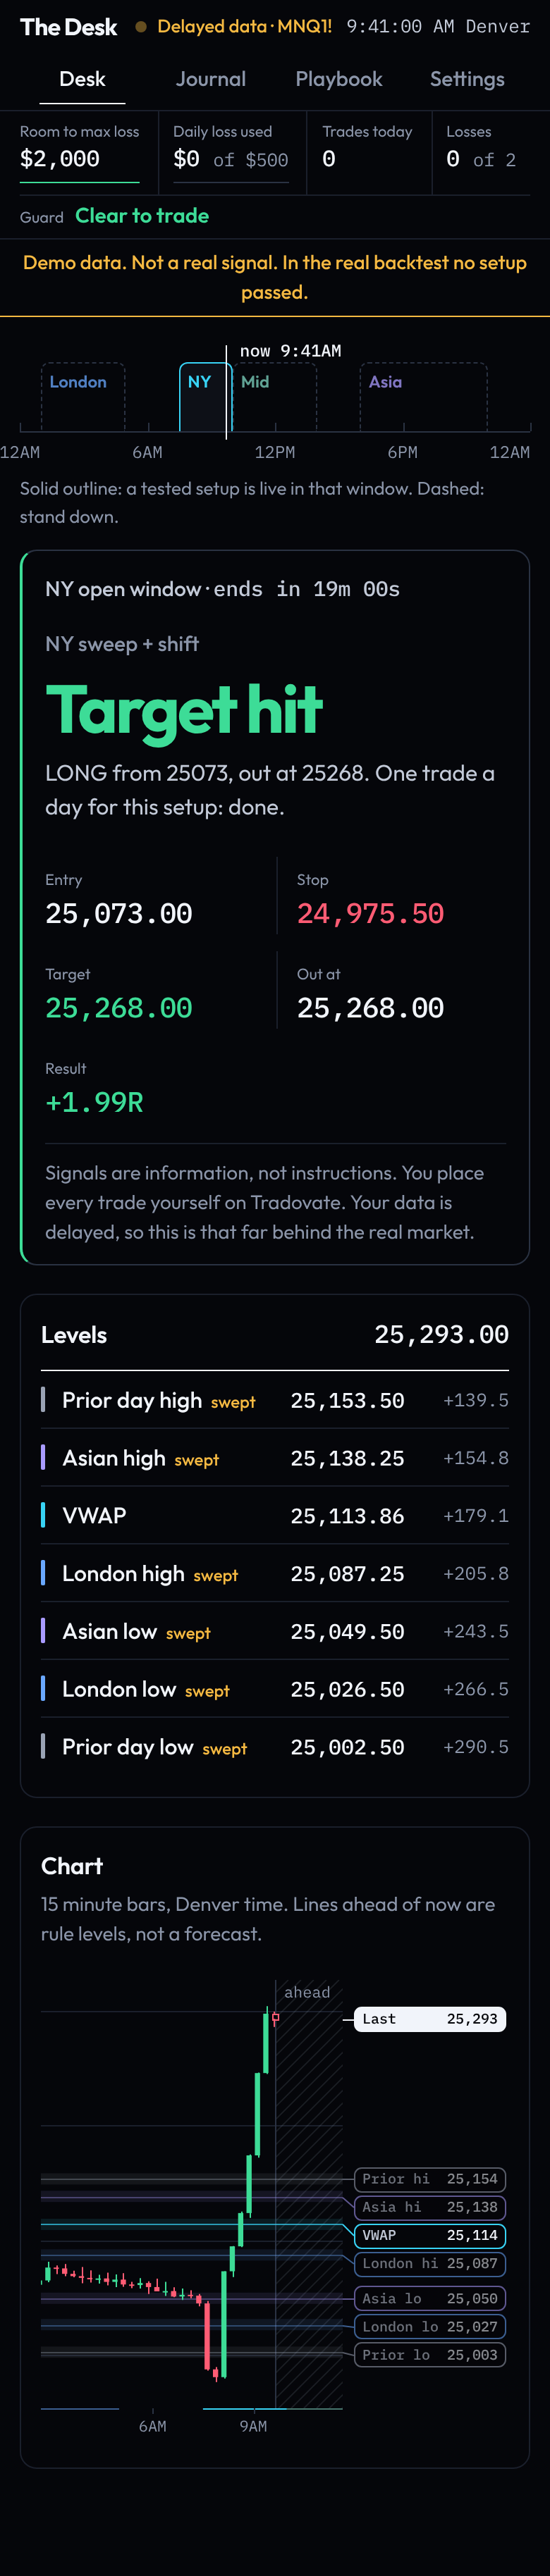 The Desk
Delayed data · MNQ1! 9:41:00 AM Denver
Desk Journal Playbook Settings
Room to max loss
$2,000
Daily loss used
$0 of $500
Trades today
0
Losses
0 of 2
Guard Clear to trade
Demo data. Not a real signal. In the real backtest no setup
passed.
now 9:41AM
London NY Mid Asia
12AM 6AM 12PM 6PM 12AM
Solid outline: a tested setup is live in that window. Dashed:
stand down.
NY open window · ends in 19m 00s
NY sweep + shift
Target hit
LONG from 25073, out at 25268. One trade a
day for this setup: done.
Entry
25,073.00
Stop
24,975.50
Target
25,268.00
Out at
25,268.00
Result
+1.99R
Signals are information, not instructions. You place
every trade yourself on Tradovate. Your data is
delayed, so this is that far behind the real market.
Levels 25,293.00
Prior day high swept 25,153.50 +139.5
Asian high swept 25,138.25 +154.8
VWAP 25,113.86 +179.1
London high swept 25,087.25 +205.8
Asian low swept 25,049.50 +243.5
London low swept 25,026.50 +266.5
Prior day low swept 25,002.50 +290.5
Chart
15 minute bars, Denver time. Lines ahead of now are
rule levels, not a forecast.
ahead
Last 25,293
Prior hi 25,154
Asia hi 25,138
VWAP 25,114
London hi 25,087
Asia lo 25,050
London lo 25,027
Prior lo 25,003
6AM 9AM